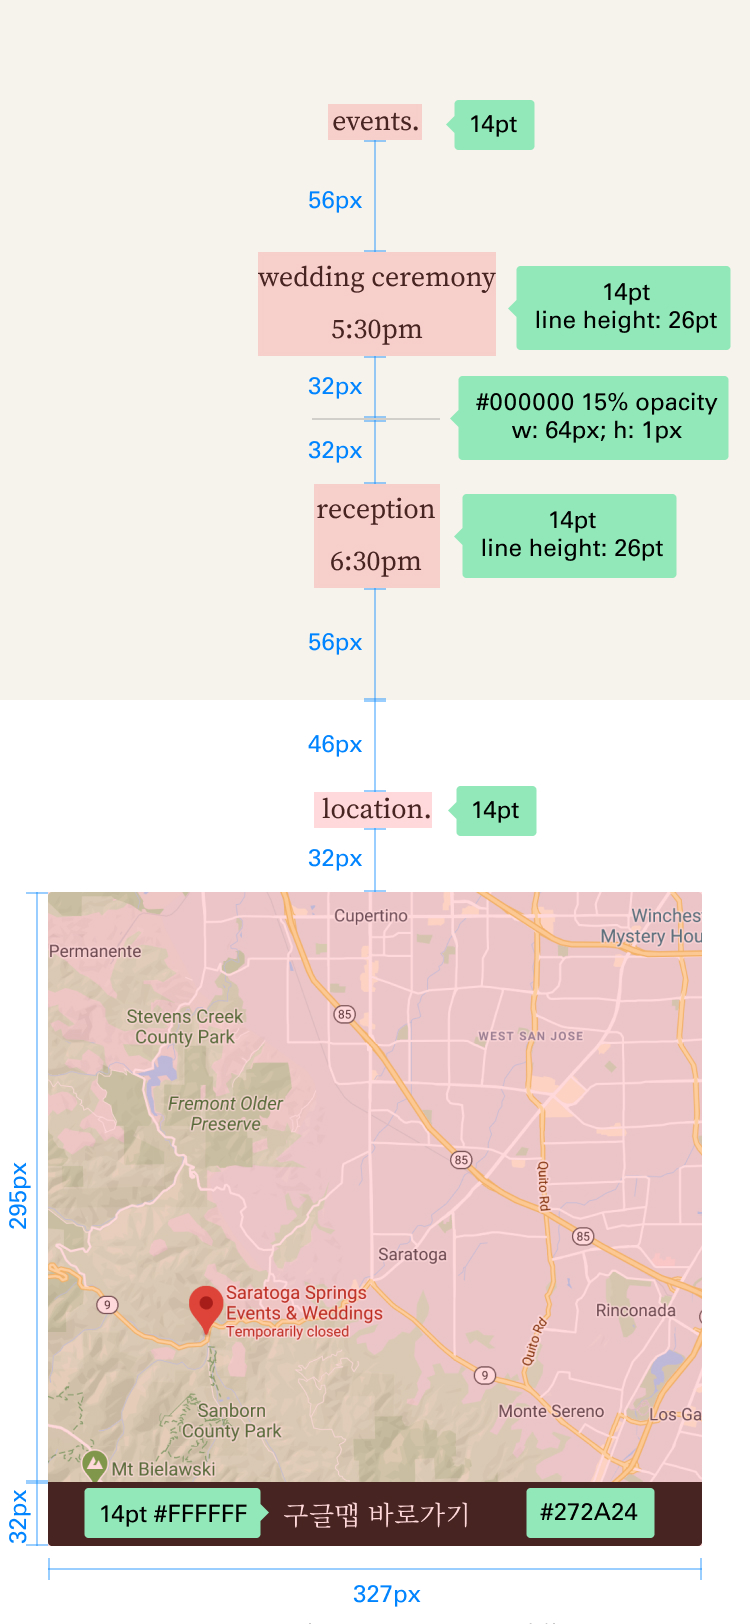 events.
14pt
56px
wedding ceremony
5:30pm
14pt
line height: 26pt
32px
#000000 15% opacity
w: 64px; h: 1px
32px
reception
6:30pm
14pt
line height: 26pt
56px
46px
location.
14pt
32px
Cupertino
Winches
Mystery Hou
Permanente
85
Stevens Creek
County Park
WEST SAN JOSE
Fremont Older
Preserve
85
Quito Rd
295px
85
Saratoga
Saratoga Springs
Events & Weddings
Temporarily closed
9
Rinconada
Quito Rd
9
Sanborn
County Park
Monte Sereno
Los Ga
Mt Bielawski
32px
14pt #FFFFFF
구글맵 바로가기
#272A24
327px